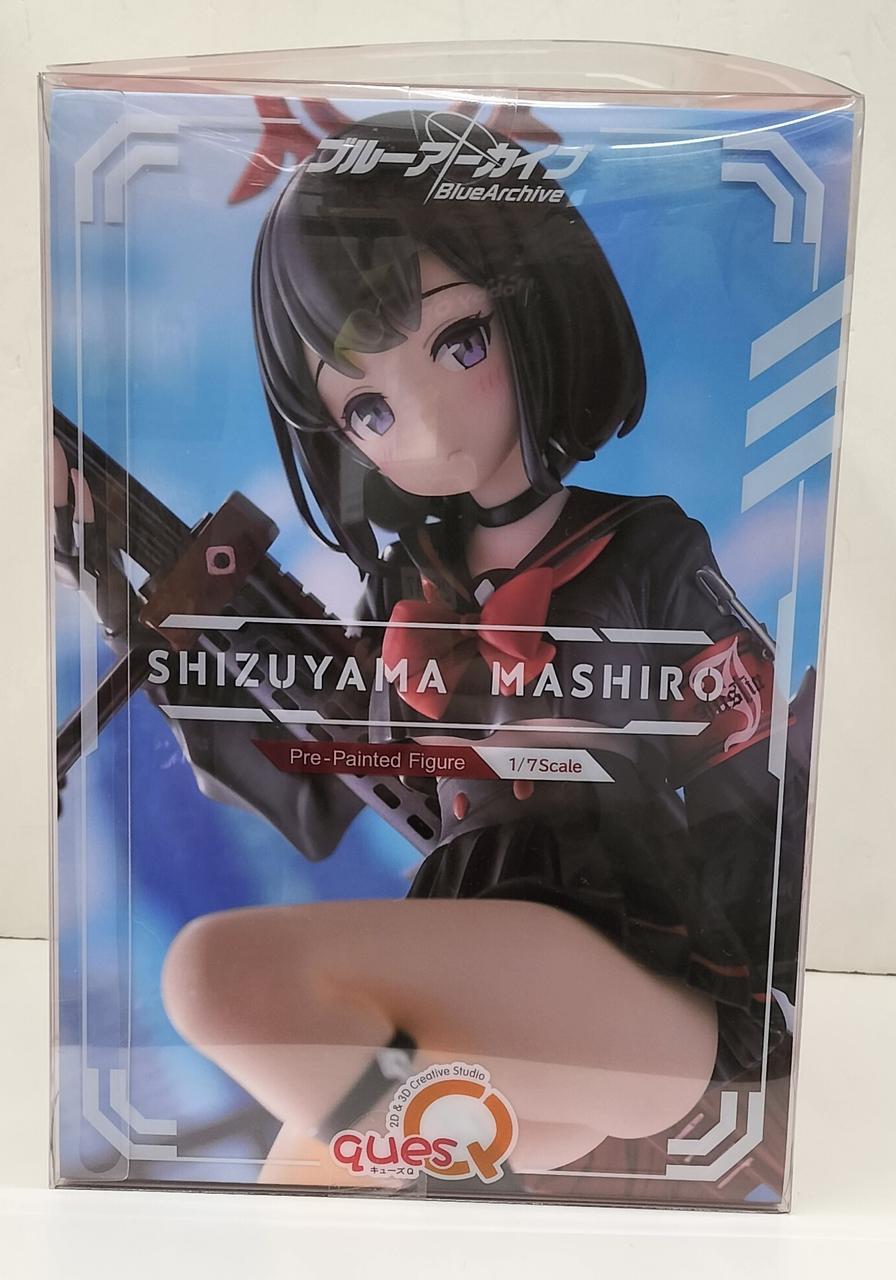 ブルーアーカイブ
BlueArchive
SHIZUYAMA MASHIRO
Pre-Painted Figure
1/7Scale
2D & 3D Creative Studio
quesQ
キューズQ